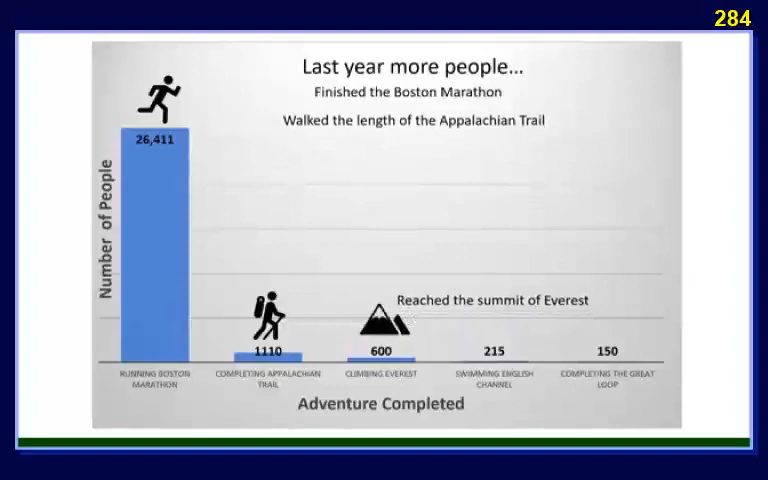 284
Last year more people...
Finished the Boston Marathon
Walked the length of the Appalachian Trail
26,411
Number of People
Reached the summit of Everest
1110
600
215
150
RUNNING BOSTON
MARATHON
COMPLETING APPALACHIAN
TRAIL
CLIMBING EVEREST
SWIMMING ENGLISH
CHANNEL
COMPLETING THE GREAT
LOOP
Adventure Completed